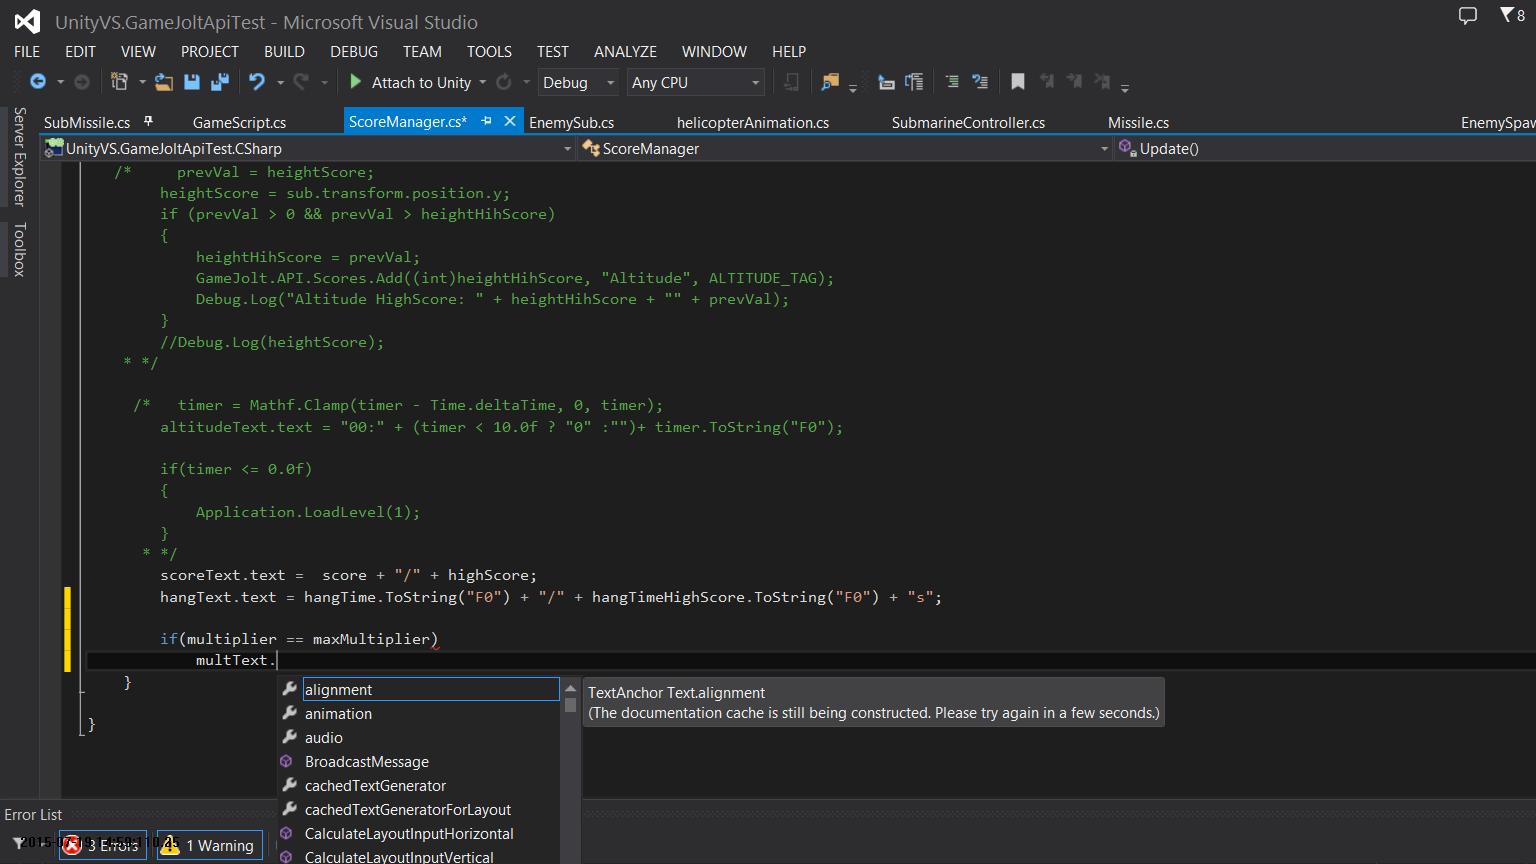 UnityVS.GameJoltApiTest - Microsoft Visual Studio
8
FILE EDIT VIEW PROJECT BUILD DEBUG TEAM TOOLS TEST ANALYZE WINDOW HELP
Attach to Unity Debug Any CPU
Server Explorer
Toolbox
SubMissile.cs GameScript.cs ScoreManager.cs* EnemySub.cs helicopterAnimation.cs SubmarineController.cs Missile.cs EnemySpaw
UnityVS.GameJoltApiTest.CSharp ScoreManager Update()
/* prevVal = heightScore;
heightScore = sub.transform.position.y;
if (prevVal > 0 && prevVal > heightHihScore)
{
heightHihScore = prevVal;
GameJolt.API.Scores.Add((int)heightHihScore, "Altitude", ALTITUDE_TAG);
Debug.Log("Altitude HighScore: " + heightHihScore + "" + prevVal);
}
//Debug.Log(heightScore);
* */
/* timer = Mathf.Clamp(timer - Time.deltaTime, 0, timer);
altitudeText.text = "00:" + (timer < 10.0f ? "0" :"")+ timer.ToString("F0");
if(timer <= 0.0f)
{
Application.LoadLevel(1);
}
* */
scoreText.text =  score + "/" + highScore;
hangText.text = hangTime.ToString("F0") + "/" + hangTimeHighScore.ToString("F0") + "s";
if(multiplier == maxMultiplier)
multText.
}
}
alignment
animation
audio
BroadcastMessage
cachedTextGenerator
cachedTextGeneratorForLayout
CalculateLayoutInputHorizontal
CalculateLayoutInputVertical
TextAnchor Text.alignment
(The documentation cache is still being constructed. Please try again in a few seconds.)
Error List
3 Errors 1 Warning